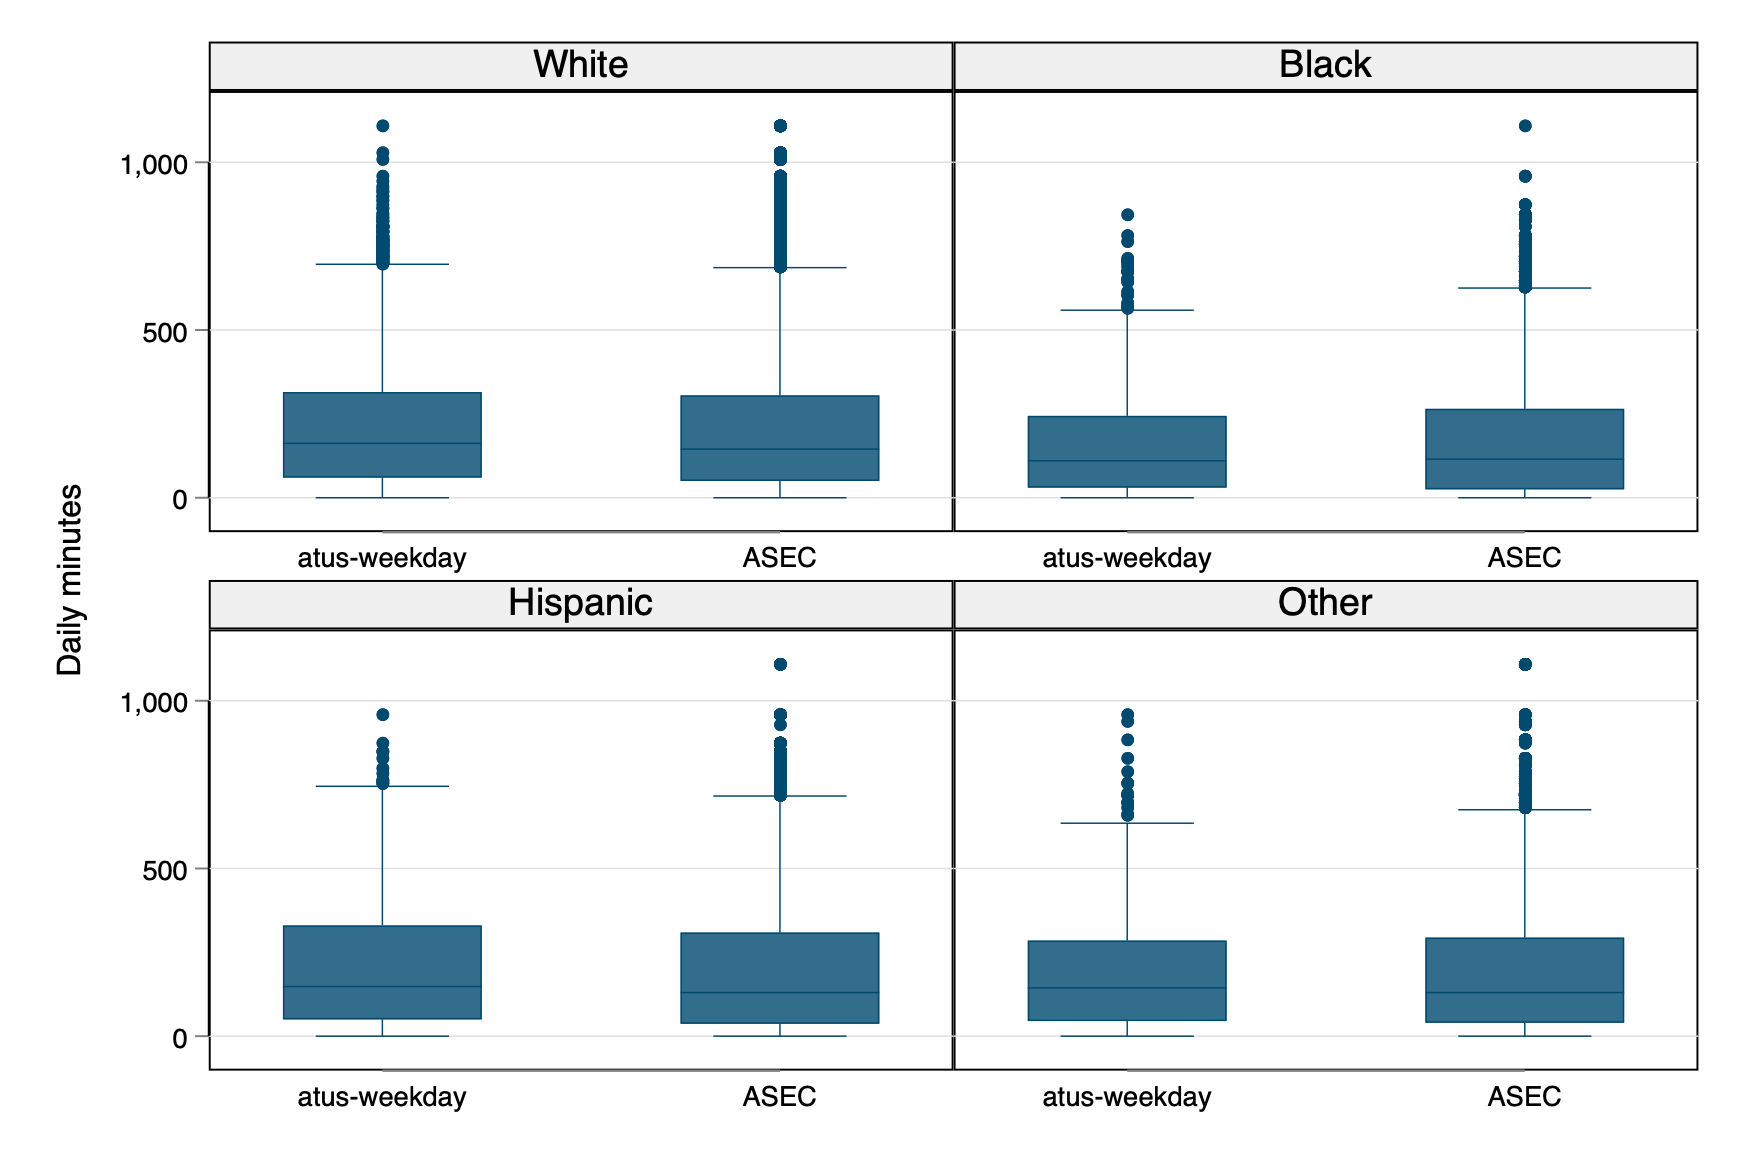 White
Black
1,000
500
0
atus-weekday
ASEC
atus-weekday
ASEC
Daily minutes
Hispanic
Other
1,000
500
0
atus-weekday
ASEC
atus-weekday
ASEC